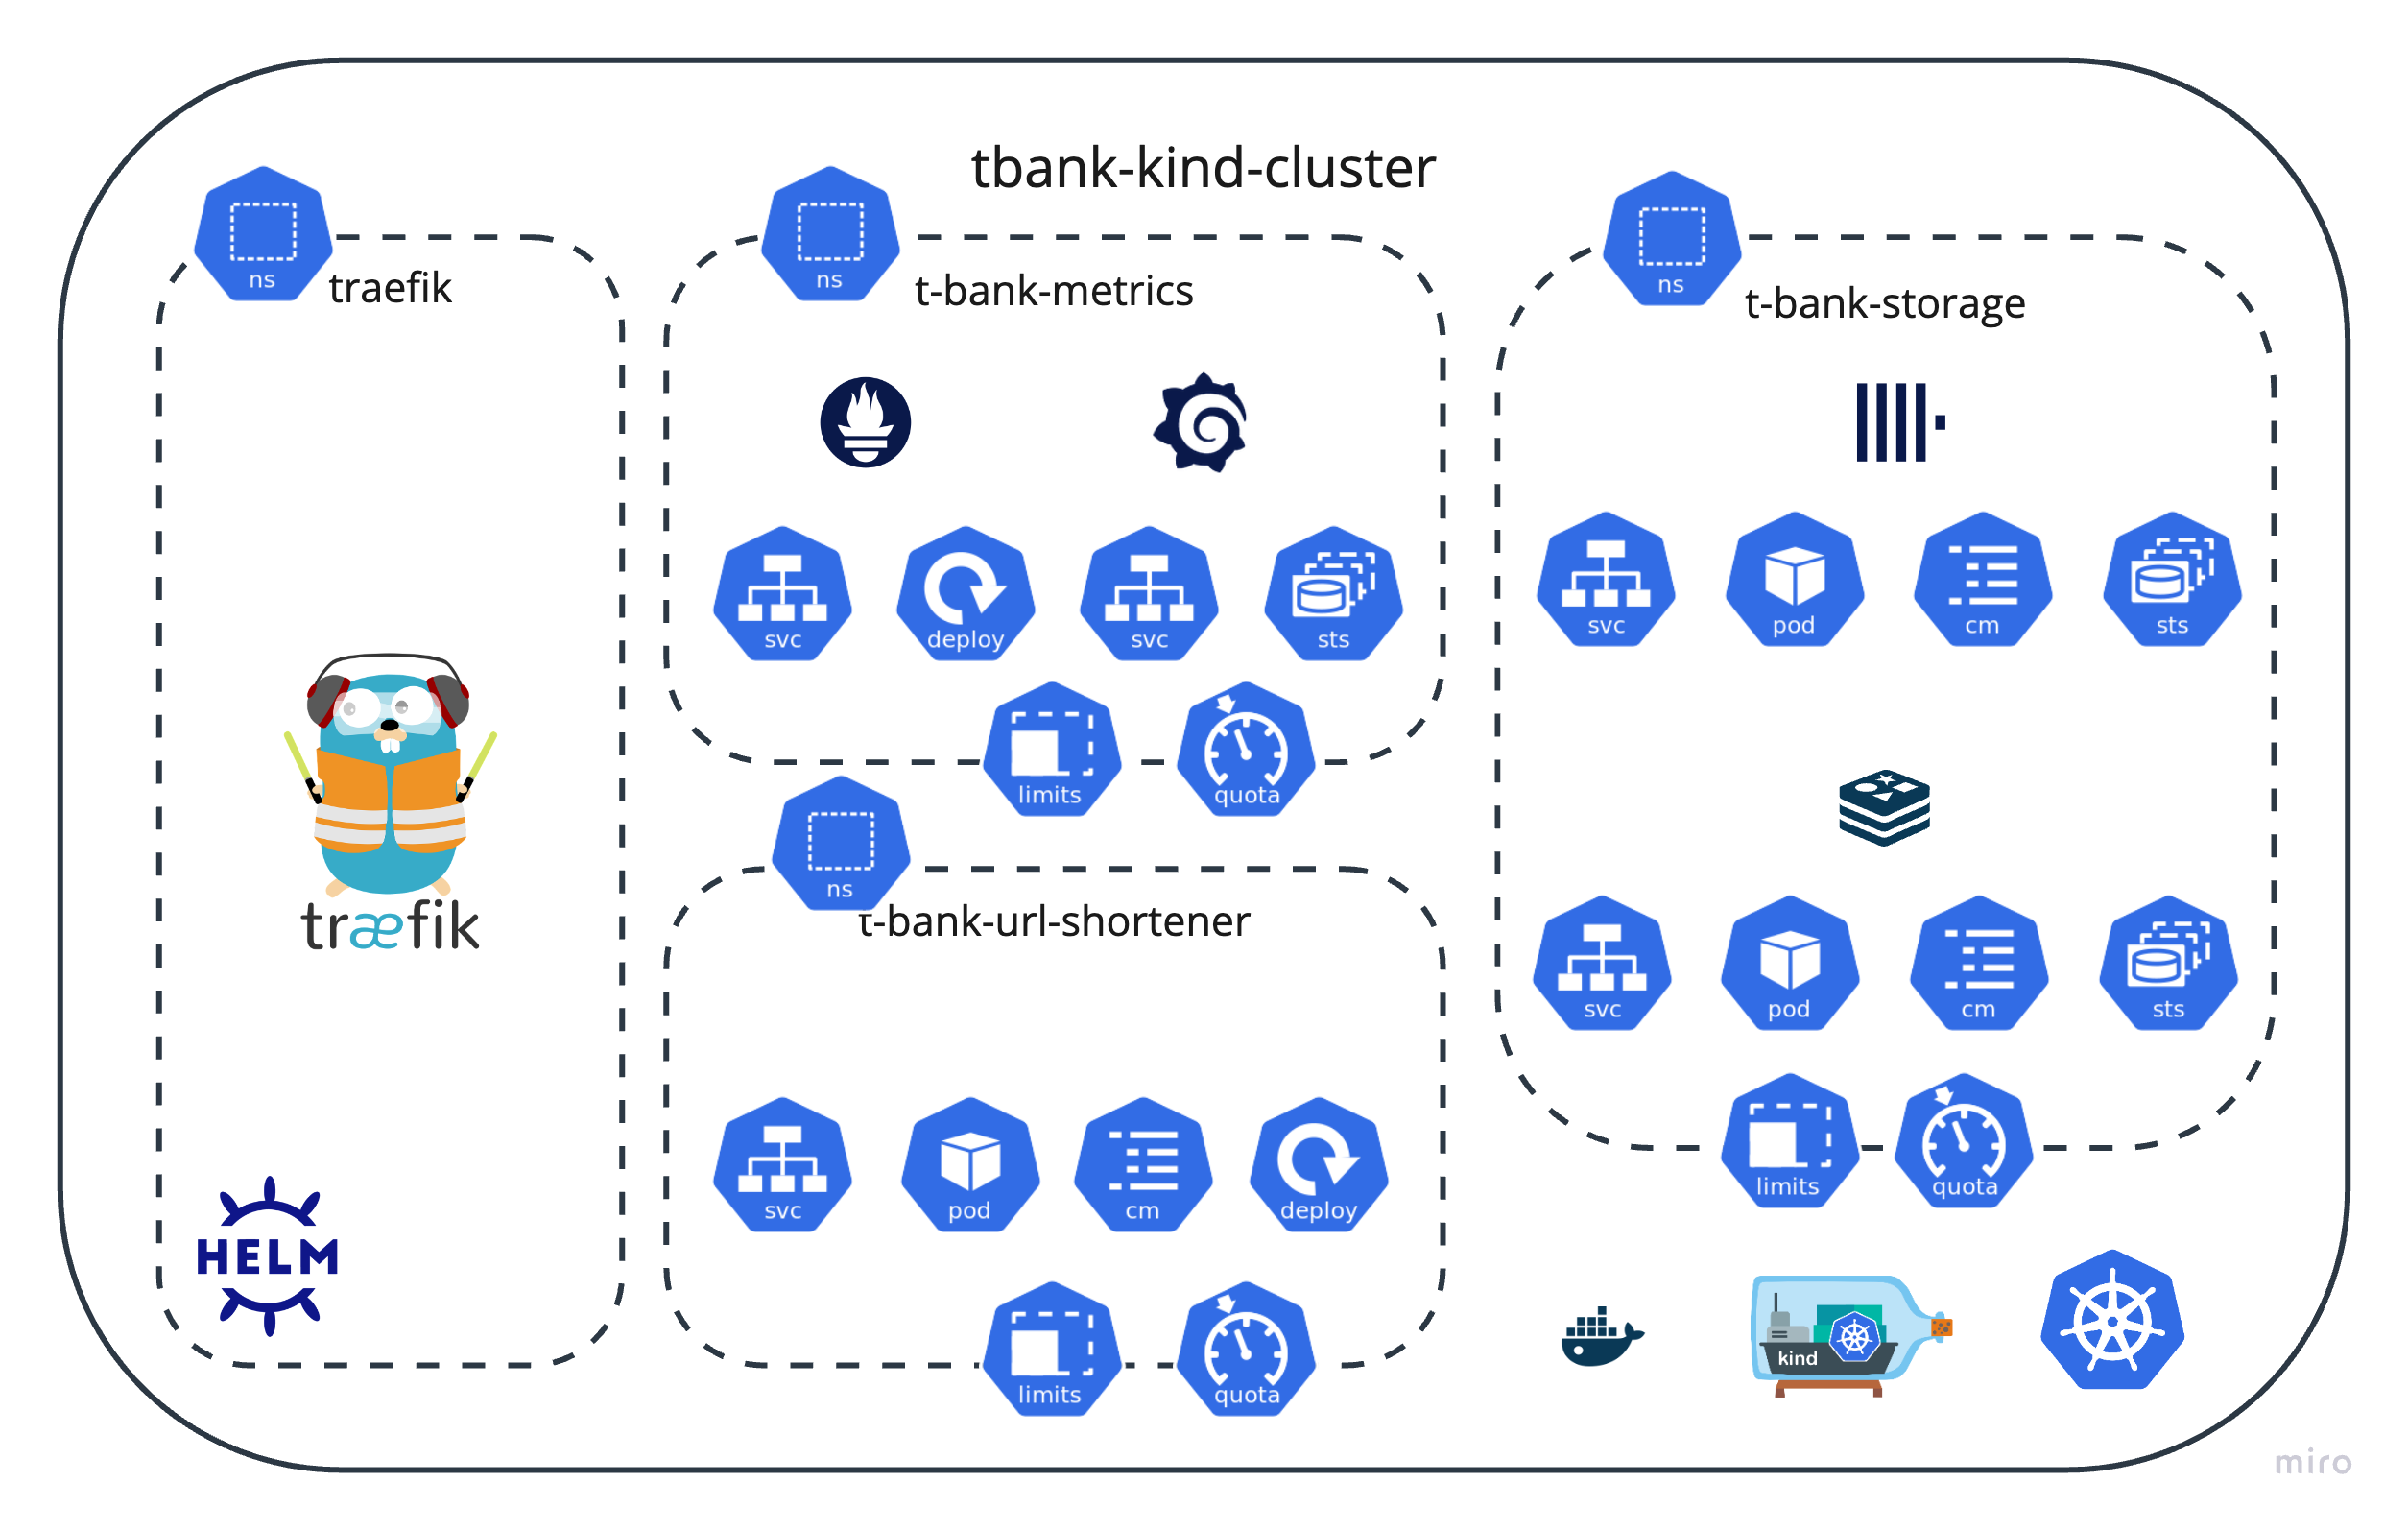 tbank-kind-cluster
ns
traefik
træfik
HELM
ns
t-bank-metrics
svc
deploy
svc
sts
limits
quota
ns
t-bank-url-shortener
svc
pod
cm
deploy
limits
quota
ns
t-bank-storage
svc
pod
cm
sts
svc
pod
cm
sts
limits
quota
kind
miro